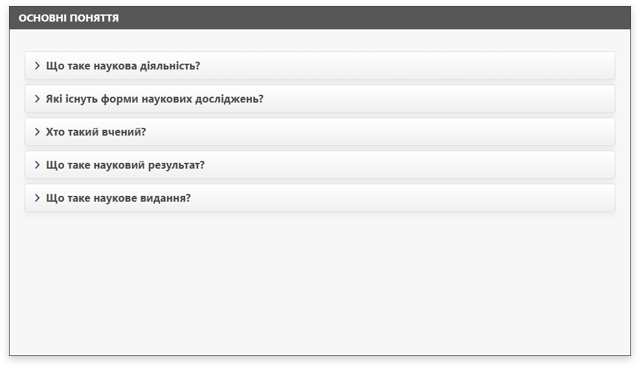 ОСНОВНІ ПОНЯТТЯ
Що таке наукова діяльність?
Які існуть форми наукових досліджень?
Хто такий вчений?
Що таке науковий результат?
Що таке наукове видання?